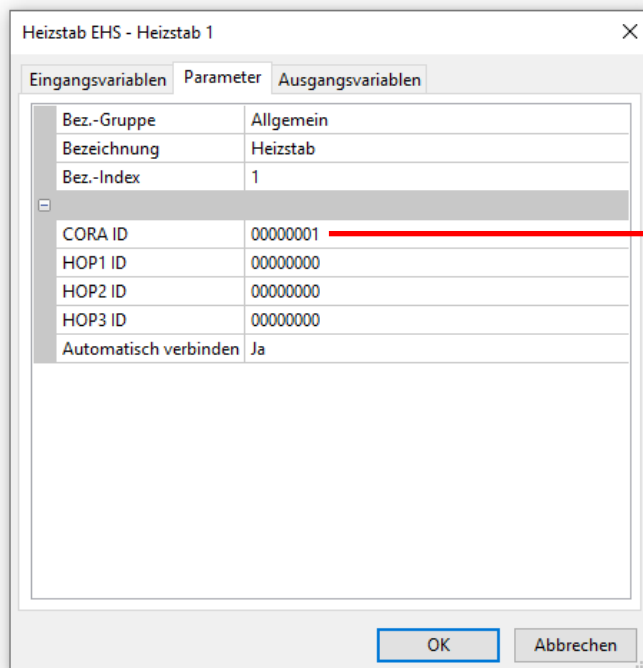 Heizstab EHS - Heizstab 1
Eingangsvariablen Parameter Ausgangsvariablen
Bez.-Gruppe Allgemein
Bezeichnung Heizstab
Bez.-Index 1
CORA ID 00000001
HOP1 ID 00000000
HOP2 ID 00000000
HOP3 ID 00000000
Automatisch verbinden Ja
OK Abbrechen